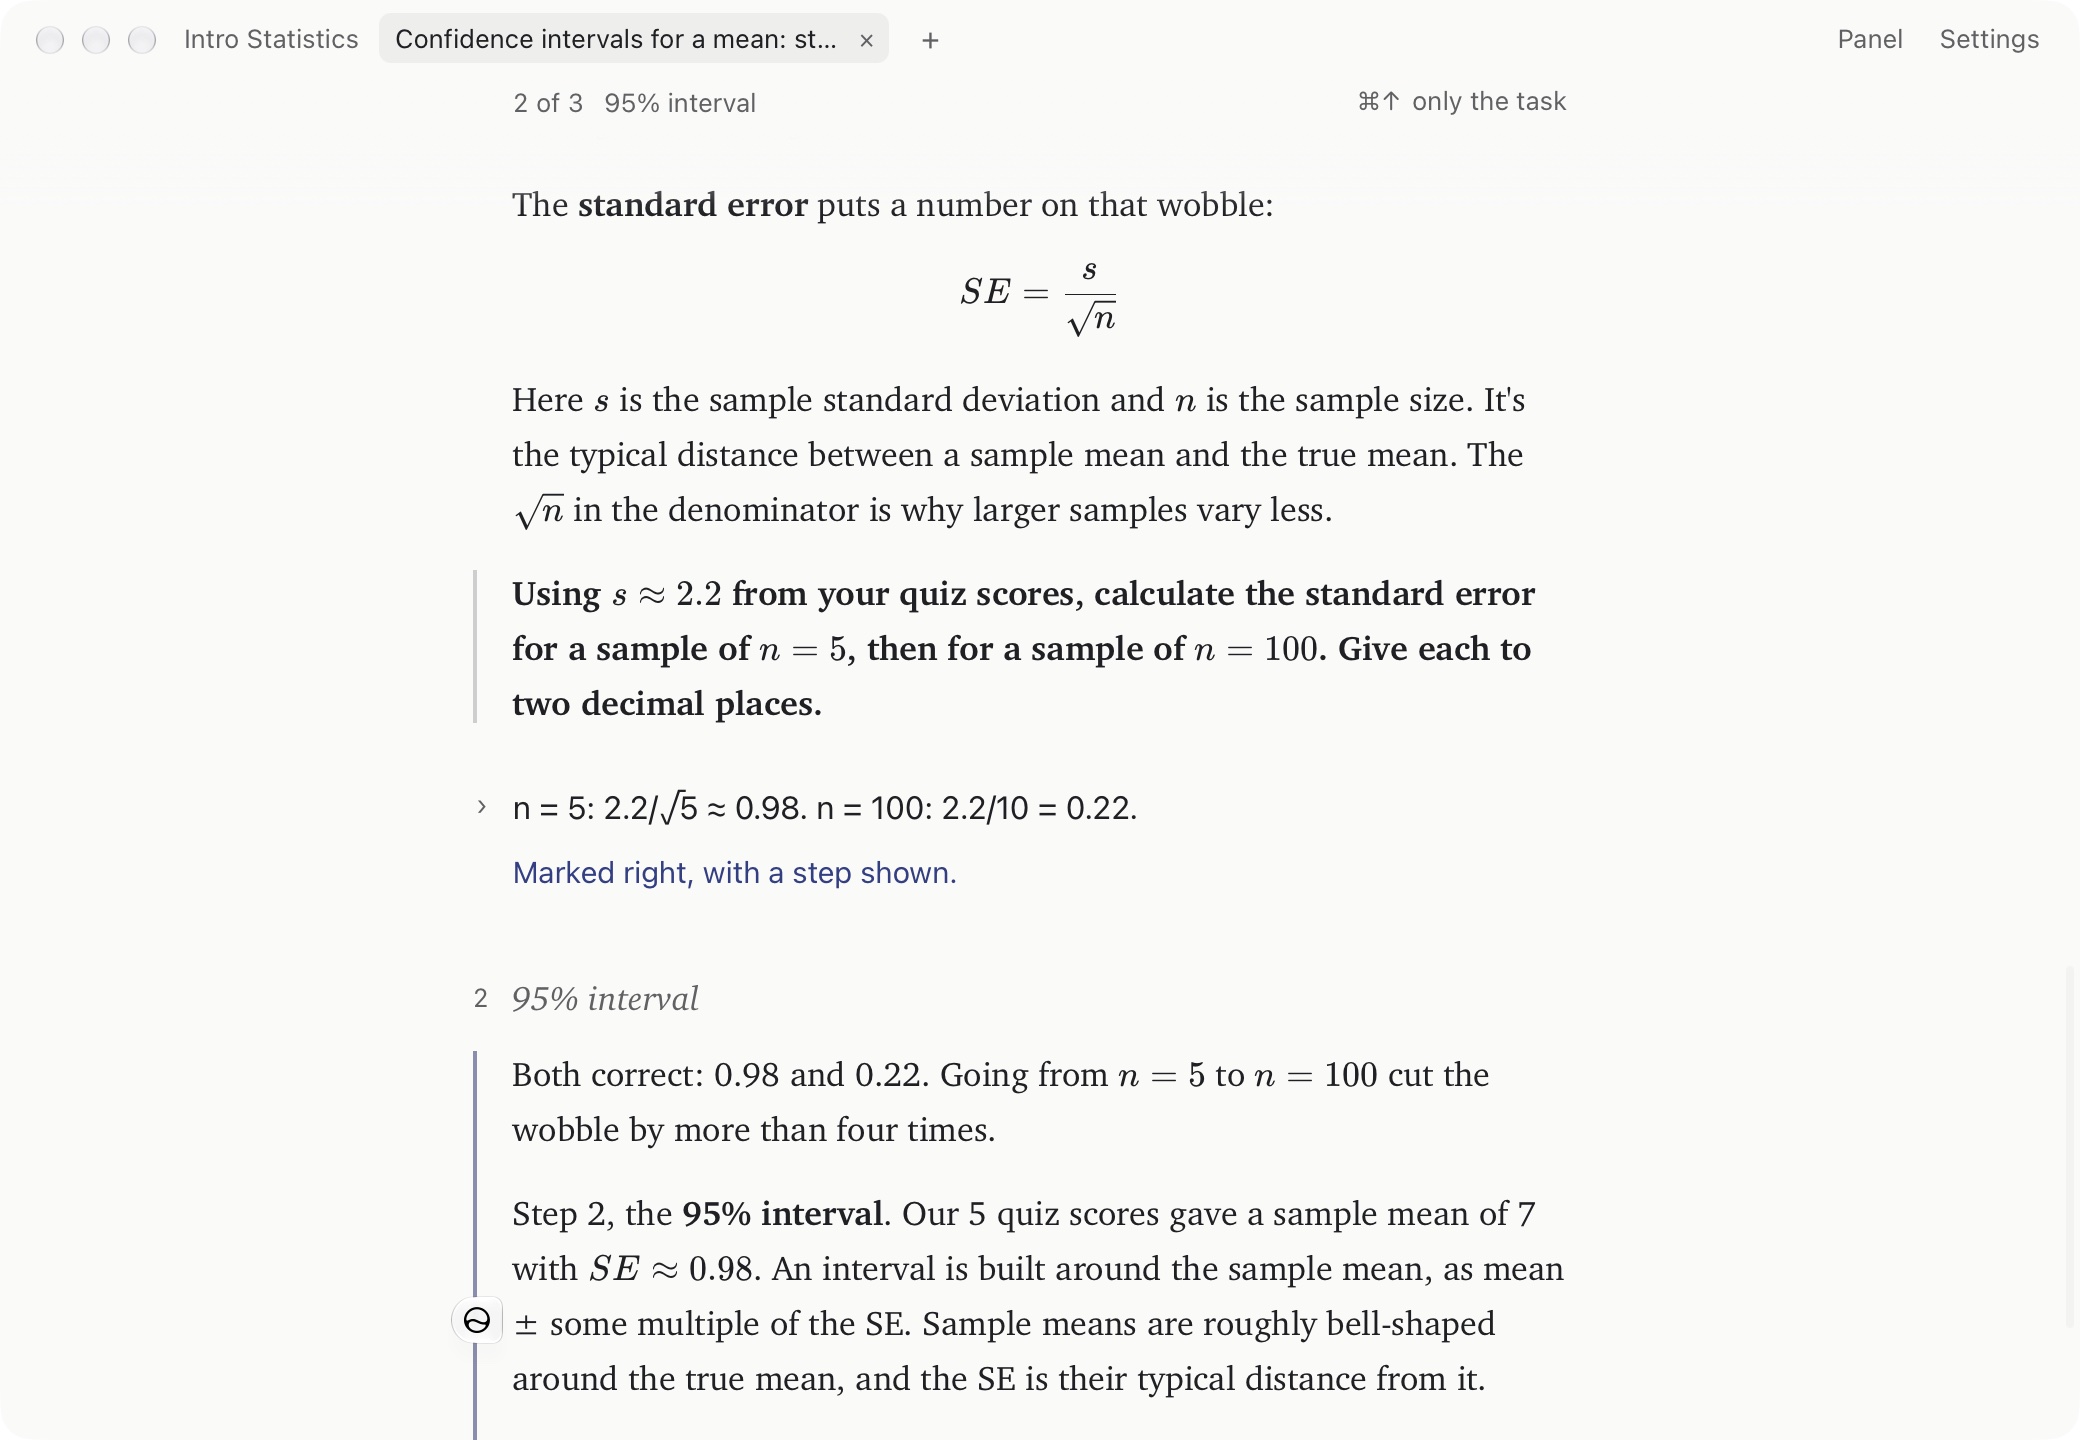 Intro Statistics
Confidence intervals for a mean: st... ×
+
Panel Settings
2 of 3 95% interval
⌘↑ only the task
The standard error puts a number on that wobble:
SE = s/√n
Here s is the sample standard deviation and n is the sample size. It's
the typical distance between a sample mean and the true mean. The
√n in the denominator is why larger samples vary less.
Using s ≈ 2.2 from your quiz scores, calculate the standard error
for a sample of n = 5, then for a sample of n = 100. Give each to
two decimal places.
› n = 5: 2.2/√5 ≈ 0.98. n = 100: 2.2/10 = 0.22.
Marked right, with a step shown.
2 95% interval
Both correct: 0.98 and 0.22. Going from n = 5 to n = 100 cut the
wobble by more than four times.
Step 2, the 95% interval. Our 5 quiz scores gave a sample mean of 7
with SE ≈ 0.98. An interval is built around the sample mean, as mean
± some multiple of the SE. Sample means are roughly bell-shaped
around the true mean, and the SE is their typical distance from it.